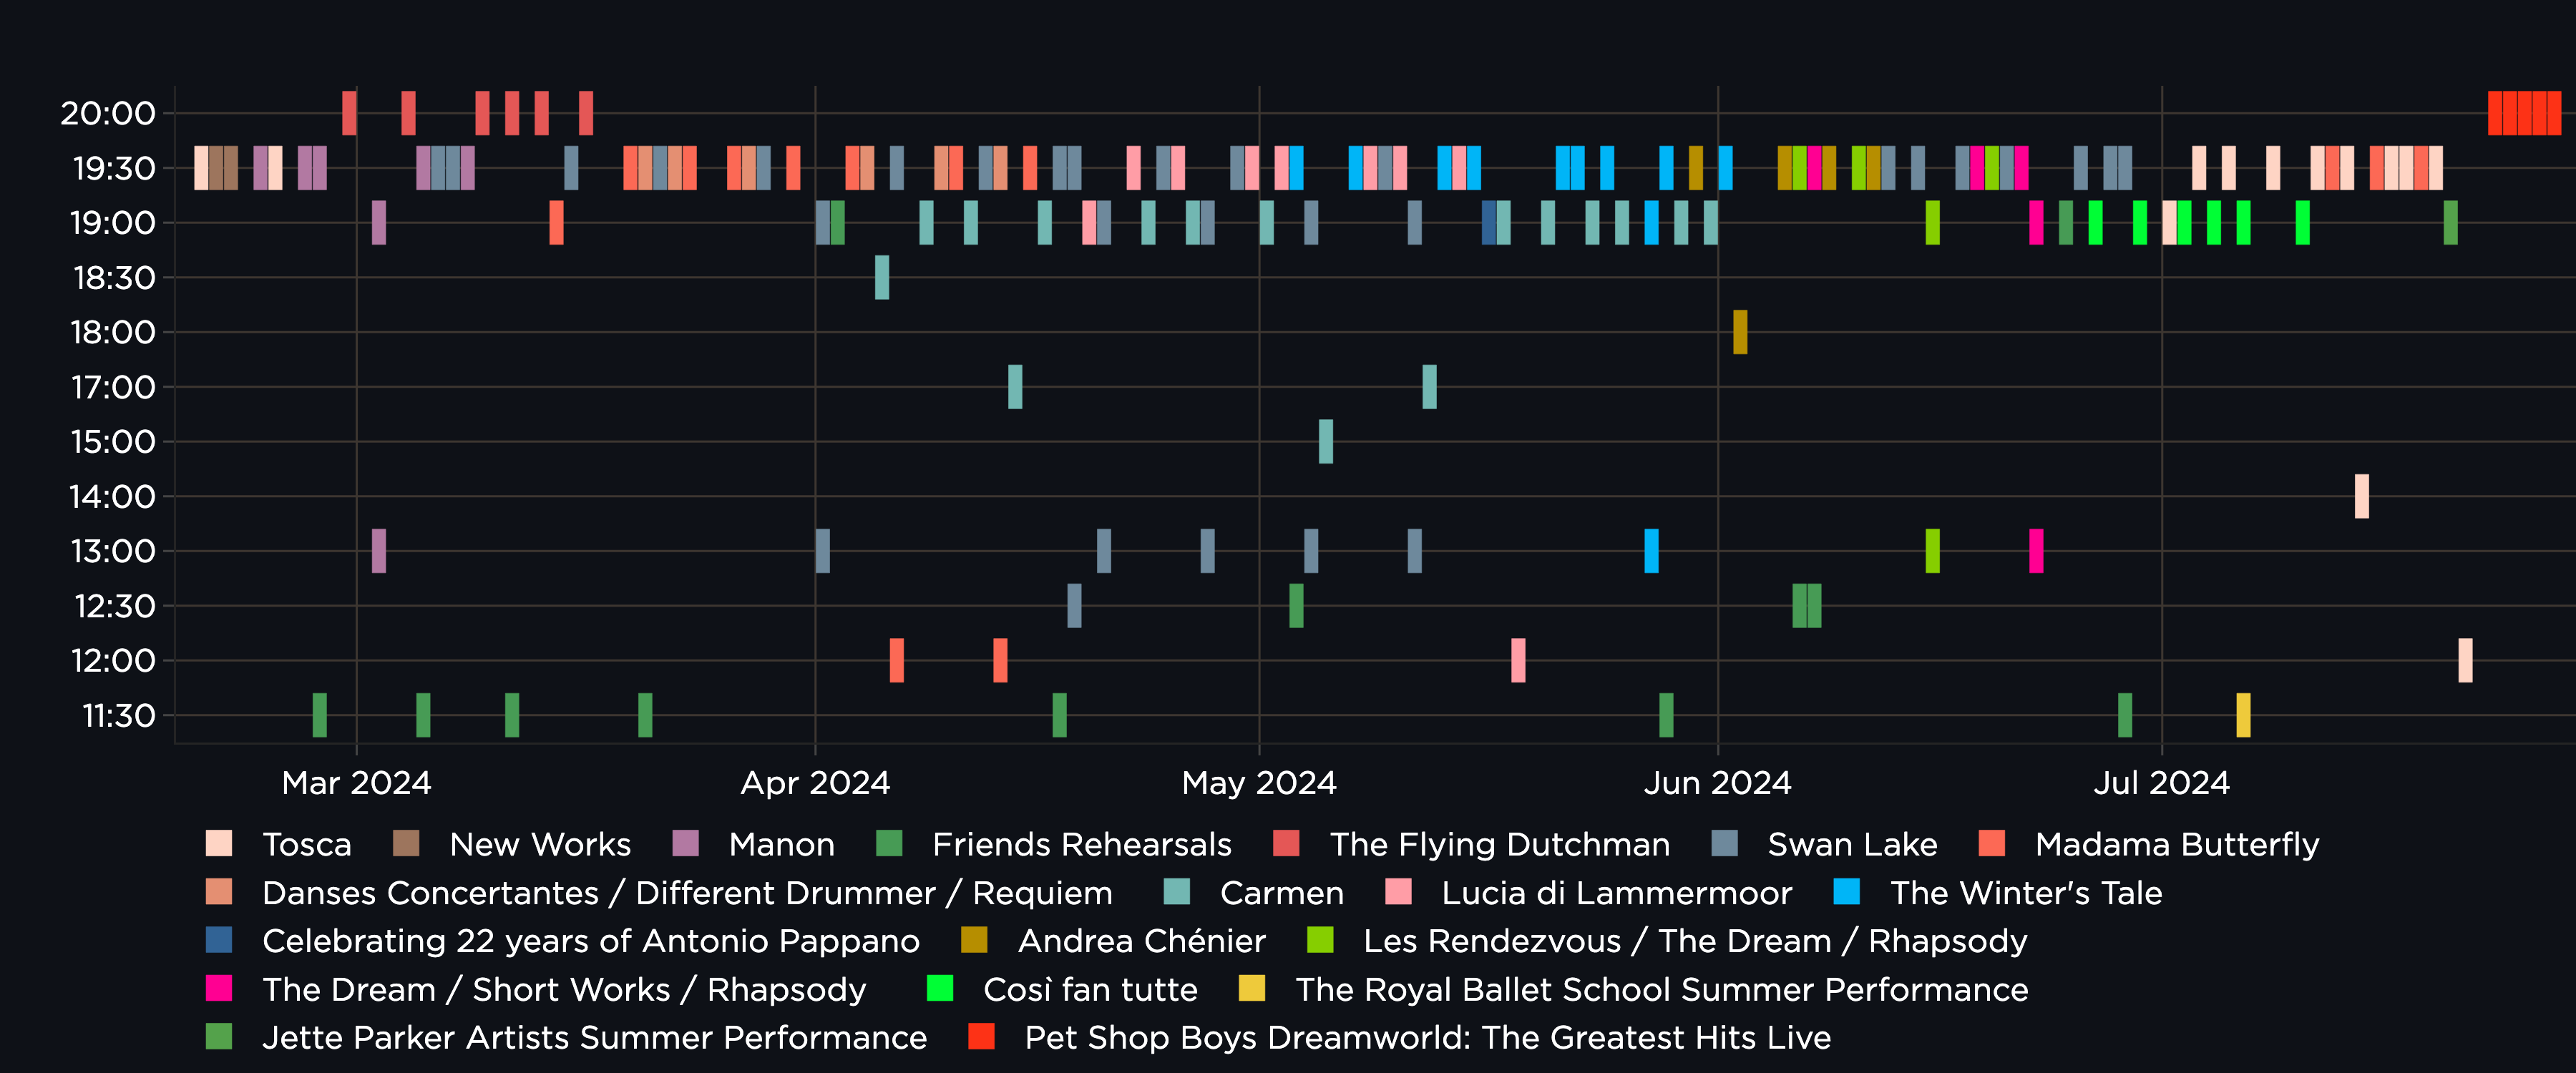 20:00
19:30
19:00
18:30
18:00
17:00
15:00
14:00
13:00
12:30
12:00
11:30
Mar 2024 Apr 2024 May 2024 Jun 2024 Jul 2024
Tosca New Works Manon Friends Rehearsals The Flying Dutchman Swan Lake Madama Butterfly
Danses Concertantes / Different Drummer / Requiem Carmen Lucia di Lammermoor The Winter's Tale
Celebrating 22 years of Antonio Pappano Andrea Chénier Les Rendezvous / The Dream / Rhapsody
The Dream / Short Works / Rhapsody Così fan tutte The Royal Ballet School Summer Performance
Jette Parker Artists Summer Performance Pet Shop Boys Dreamworld: The Greatest Hits Live